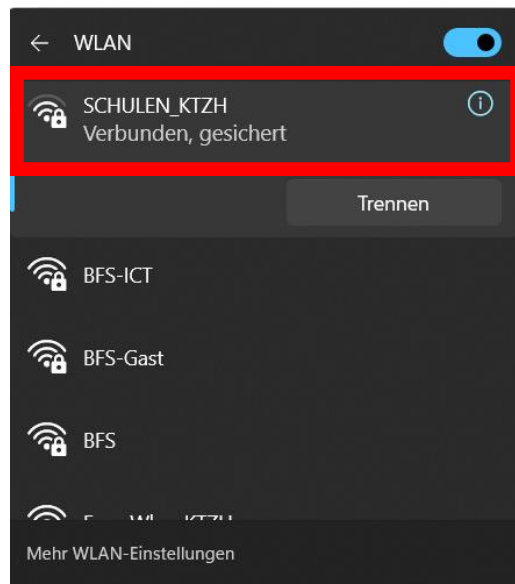 WLAN
SCHULEN_KTZH
Verbunden, gesichert
Trennen
BFS-ICT
BFS-Gast
BFS
Mehr WLAN-Einstellungen